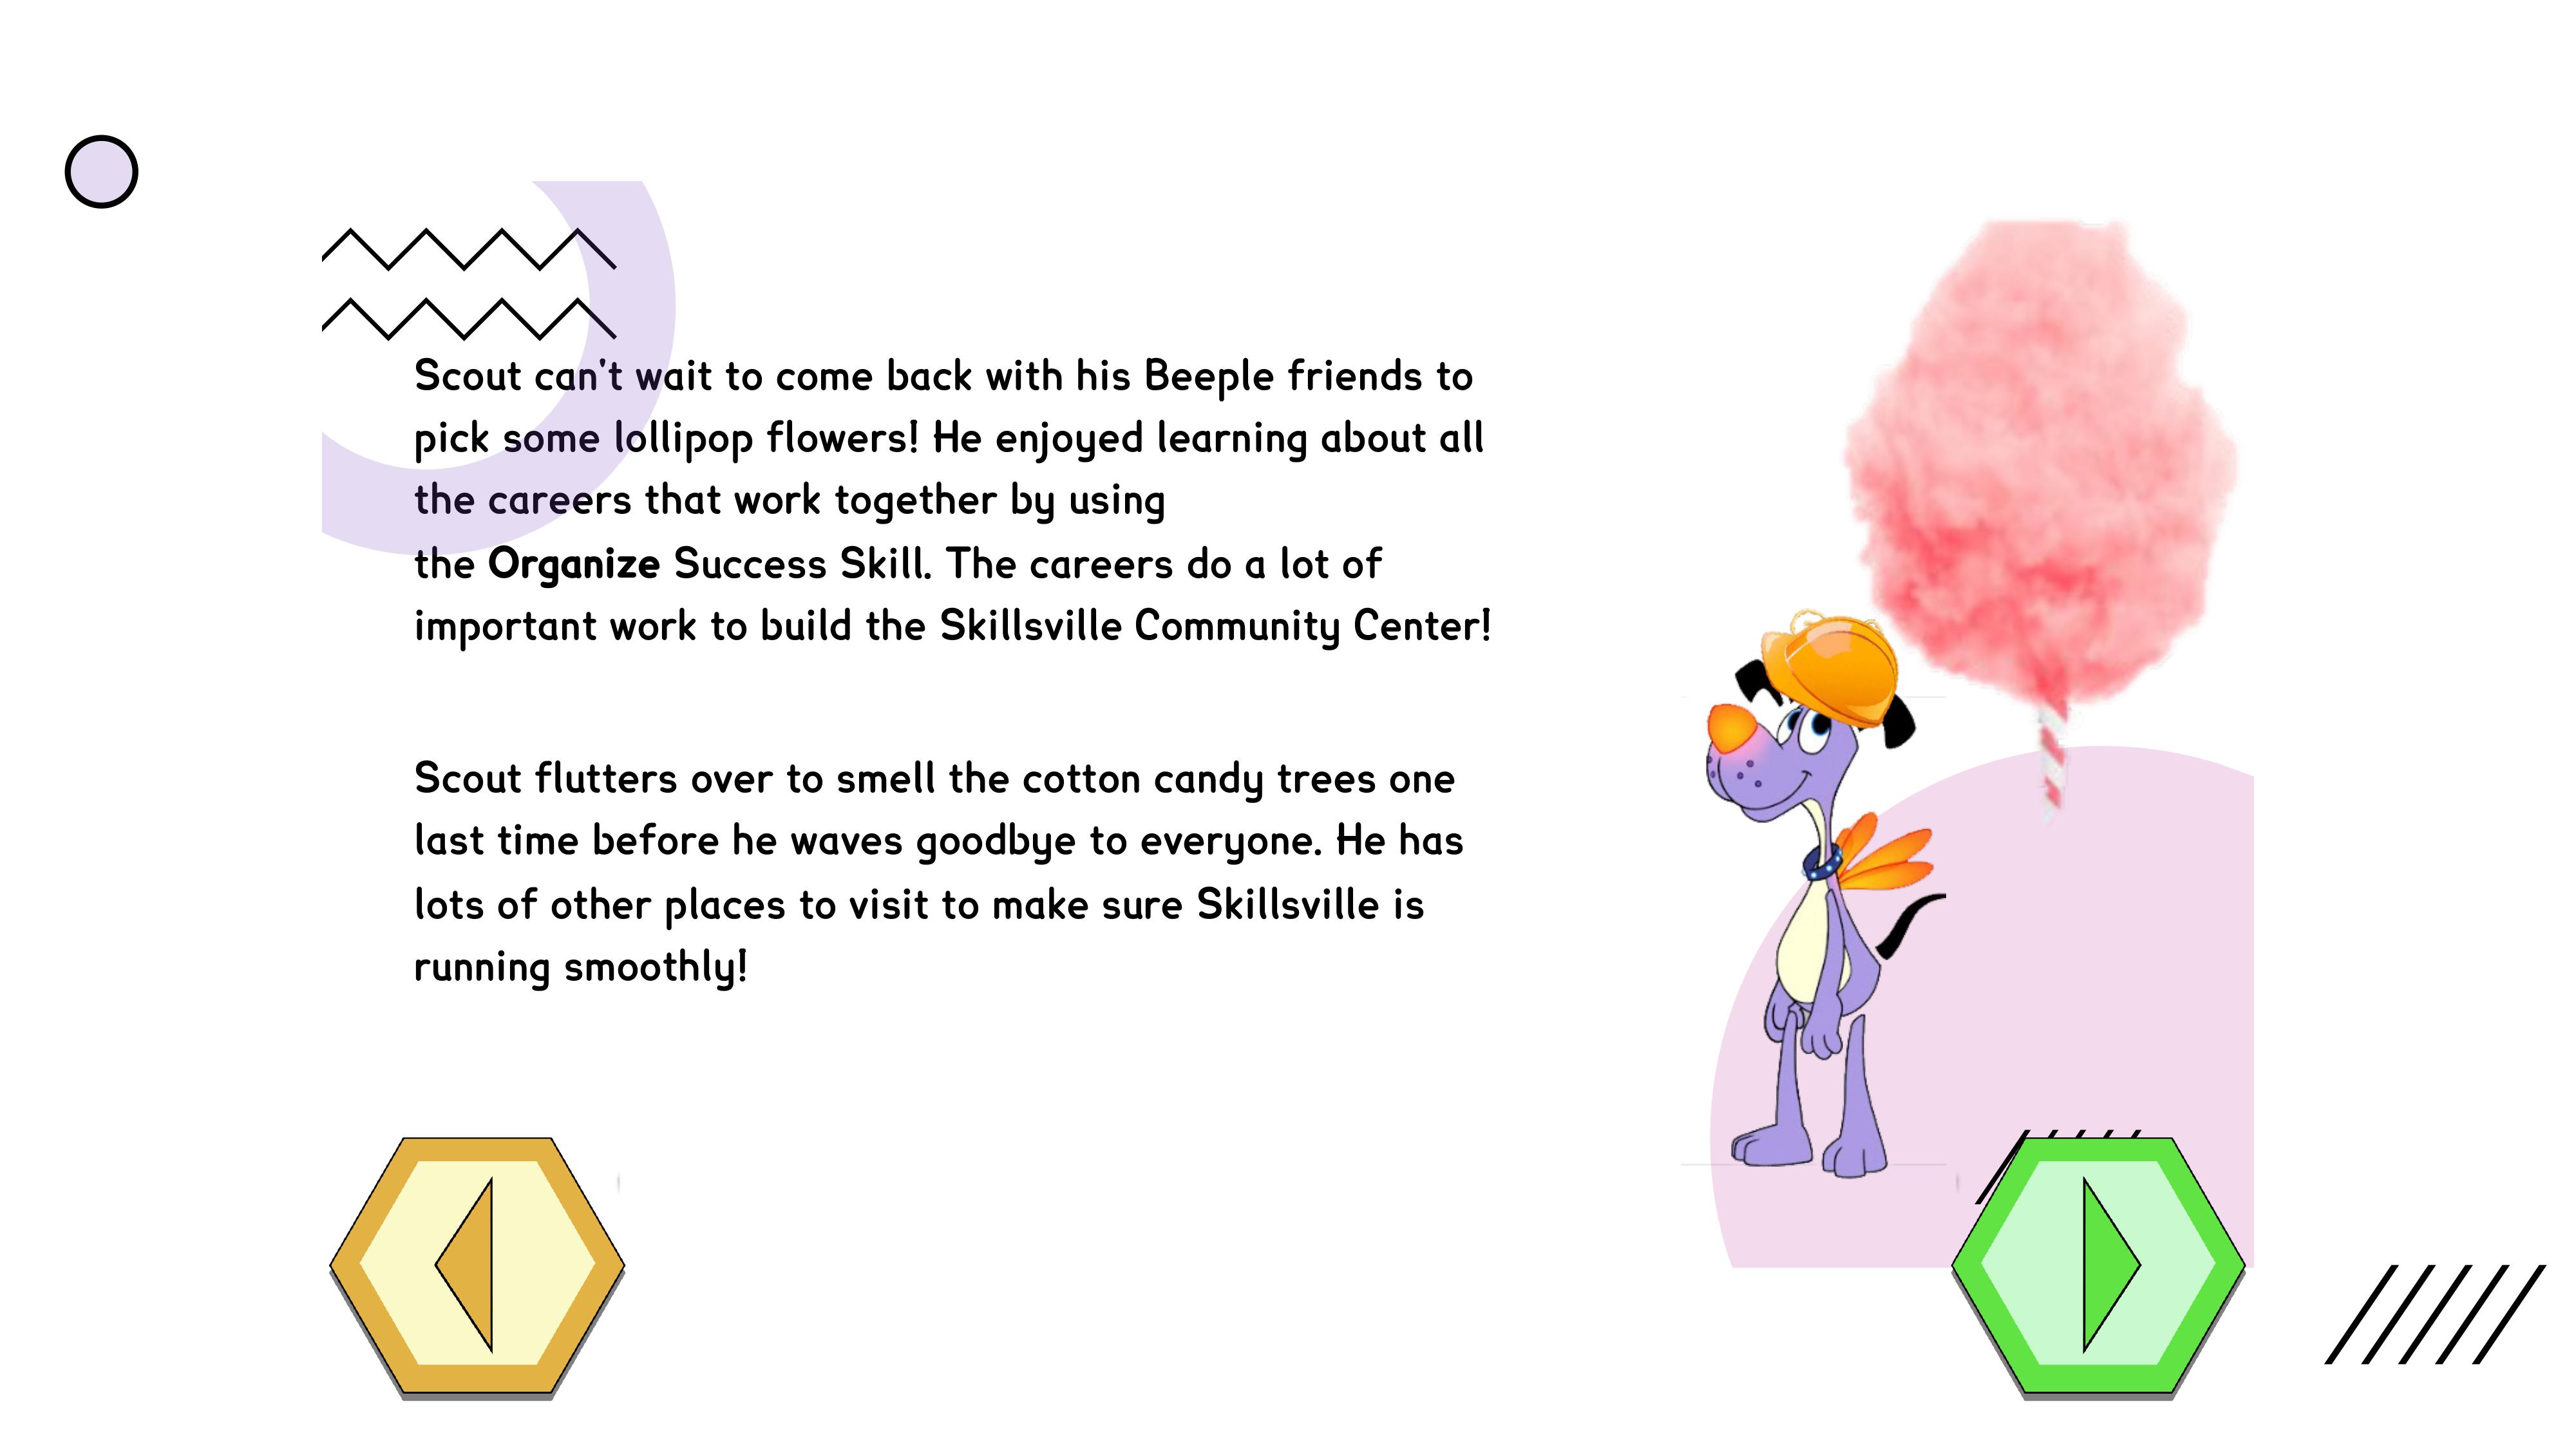 Scout can't wait to come back with his Beeple friends to
pick some lollipop flowers! He enjoyed learning about all
the careers that work together by using
the Organize Success Skill. The careers do a lot of
important work to build the Skillsville Community Center!
Scout flutters over to smell the cotton candy trees one
last time before he waves goodbye to everyone. He has
lots of other places to visit to make sure Skillsville is
running smoothly!